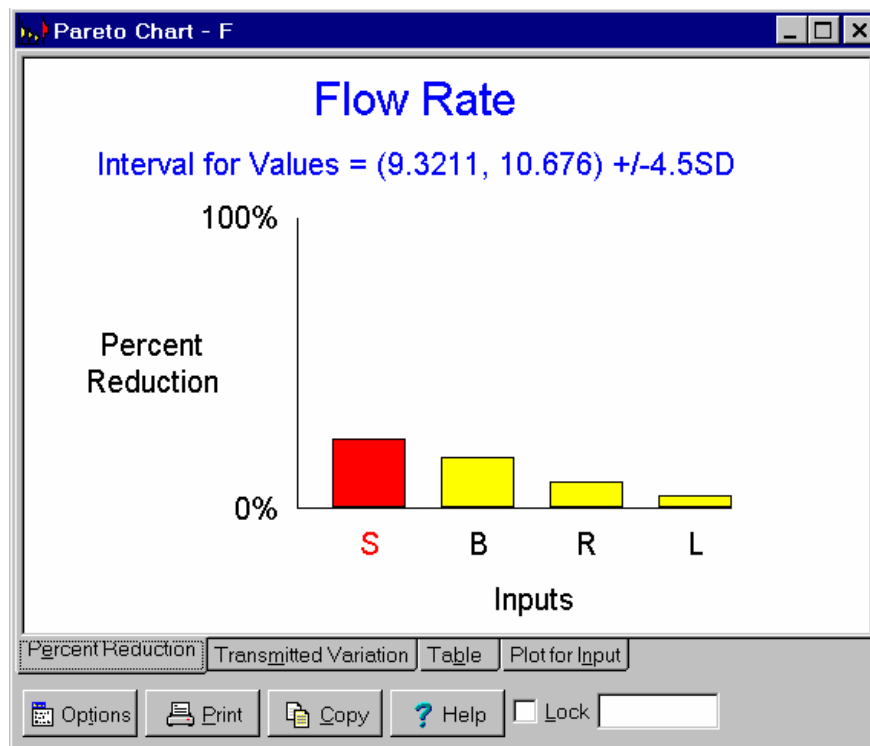 Pareto Chart - F
Flow Rate
Interval for Values = (9.3211, 10.676) +/-4.5SD
100%
Percent
Reduction
0%
S B R L
Inputs
Percent Reduction Transmitted Variation Table Plot for Input
Options Print Copy ? Help Lock